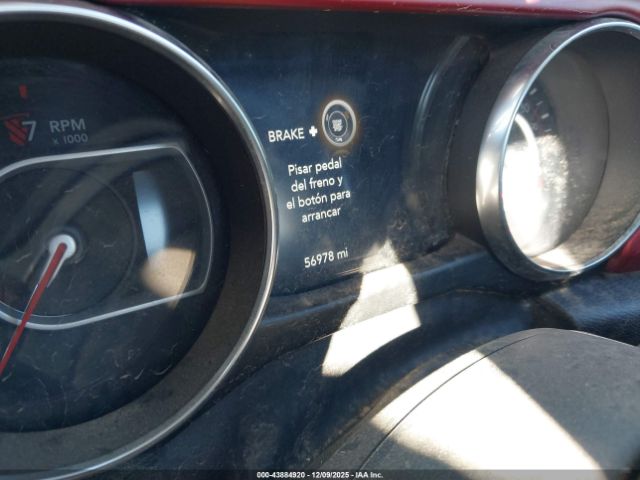 7
RPM
x 1000
BRAKE +
Pisar pedal
del freno y
el botón para
arrancar
56978 mi
000-43884920 12/09/2025 IAA Inc.